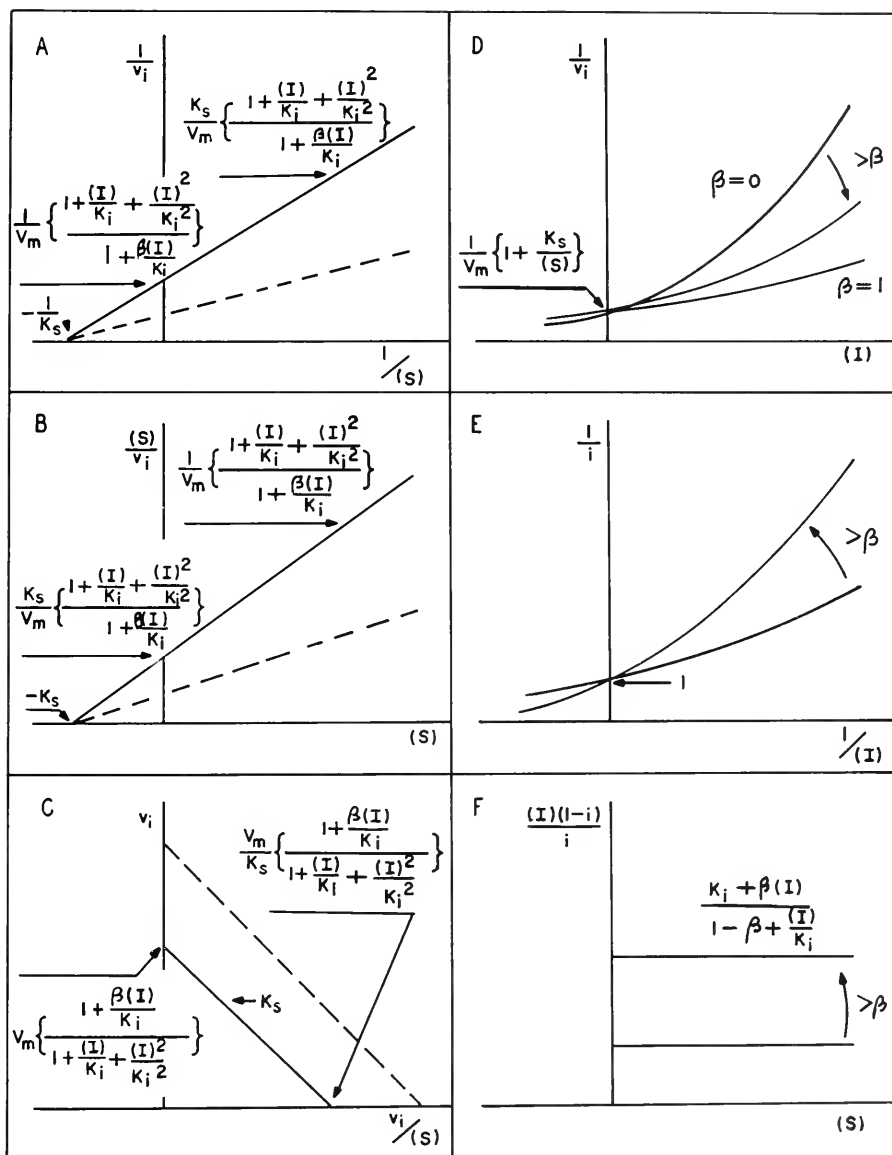 A
1/v_i
K_s/V_m {(1 + (I)/K_i + (I)^2/K_i^2)/(1 + β(I)/K_i)}
1/V_m {(1 + (I)/K_i + (I)^2/K_i^2)/(1 + β(I)/K_i)}
-1/K_s
1/(S)
D
1/v_i
β=0
>β
1/V_m {1 + K_s/(S)}
β=1
(I)
B
(S)/v_i
1/V_m {(1 + (I)/K_i + (I)^2/K_i^2)/(1 + β(I)/K_i)}
K_s/V_m {(1 + (I)/K_i + (I)^2/K_i^2)/(1 + β(I)/K_i)}
-K_s
(S)
E
1/i
>β
1
1/(I)
C
v_i
V_m/K_s {(1 + β(I)/K_i)/(1 + (I)/K_i + (I)^2/K_i^2)}
K_s
V_m {(1 + β(I)/K_i)/(1 + (I)/K_i + (I)^2/K_i^2)}
v_i/(S)
F
(I)(1-i)/i
(K_i + β(I))/(1 - β + (I)/K_i)
>β
(S)